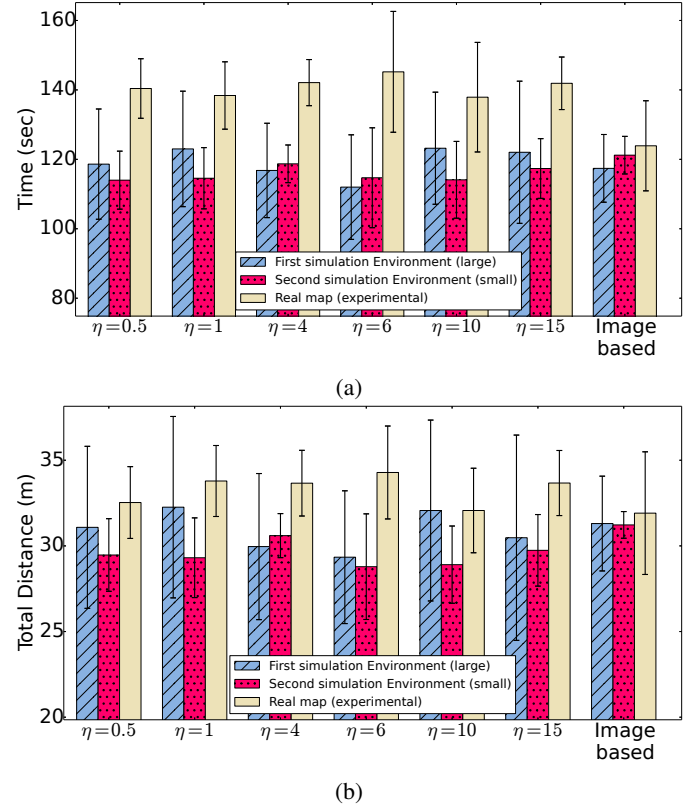 160
140
120
100
80
Time (sec)
First simulation Environment (large)
Second simulation Environment (small)
Real map (experimental)
η=0.5 η=1 η=4 η=6 η=10 η=15 Image
based
(a)
35
30
25
20
Total Distance (m)
First simulation Environment (large)
Second simulation Environment (small)
Real map (experimental)
η=0.5 η=1 η=4 η=6 η=10 η=15 Image
based
(b)